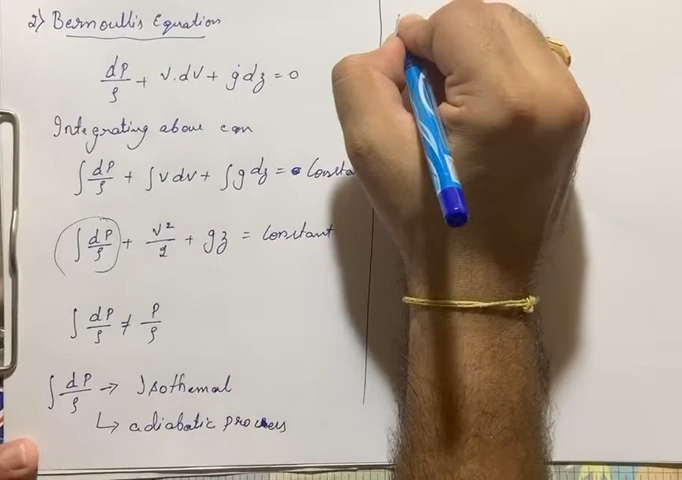 2) Bernoullis Equation
dP/ρ + V.dV + gdz = 0
Integrating above eqn
∫ dP/ρ + ∫ VdV + ∫ gdz = Consta
∫ dP/ρ + V²/2 + gz = Constant
∫ dP/ρ ≠ P/ρ
∫ dP/ρ → Isothermal
↳ adiabatic process